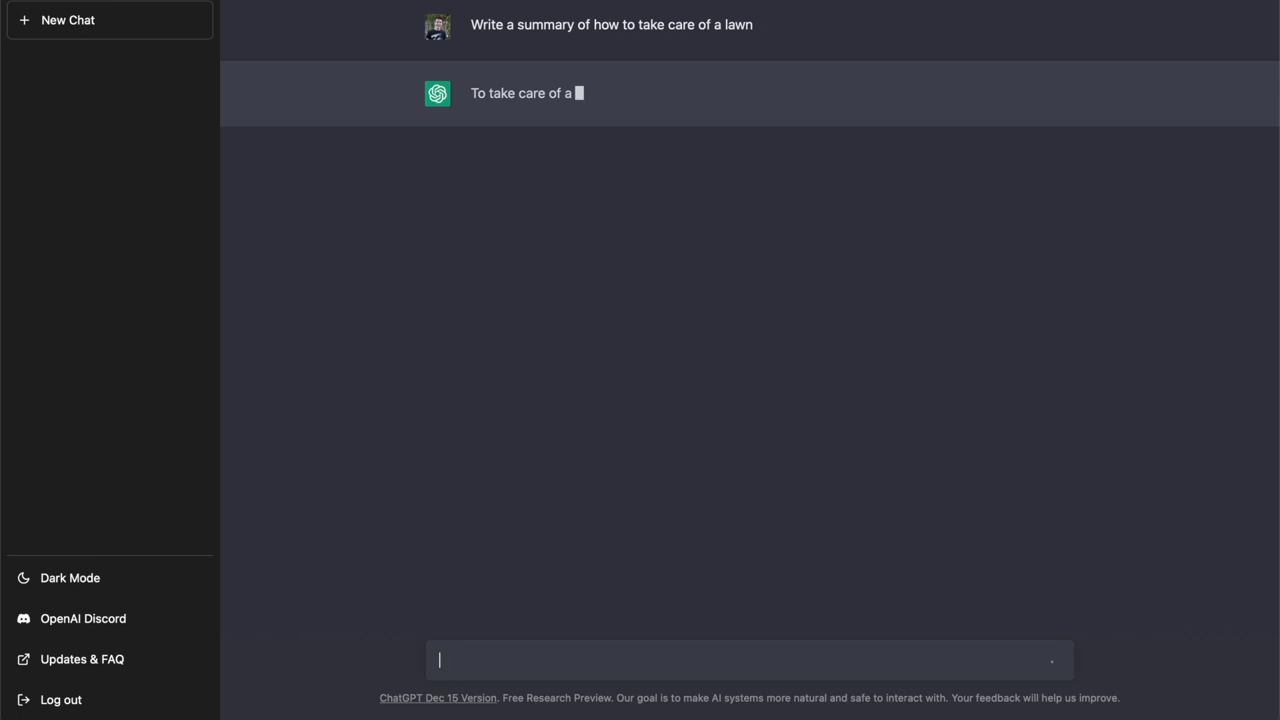 New Chat
Write a summary of how to take care of a lawn
To take care of a
Dark Mode
OpenAI Discord
Updates & FAQ
Log out
ChatGPT Dec 15 Version. Free Research Preview. Our goal is to make AI systems more natural and safe to interact with. Your feedback will help us improve.